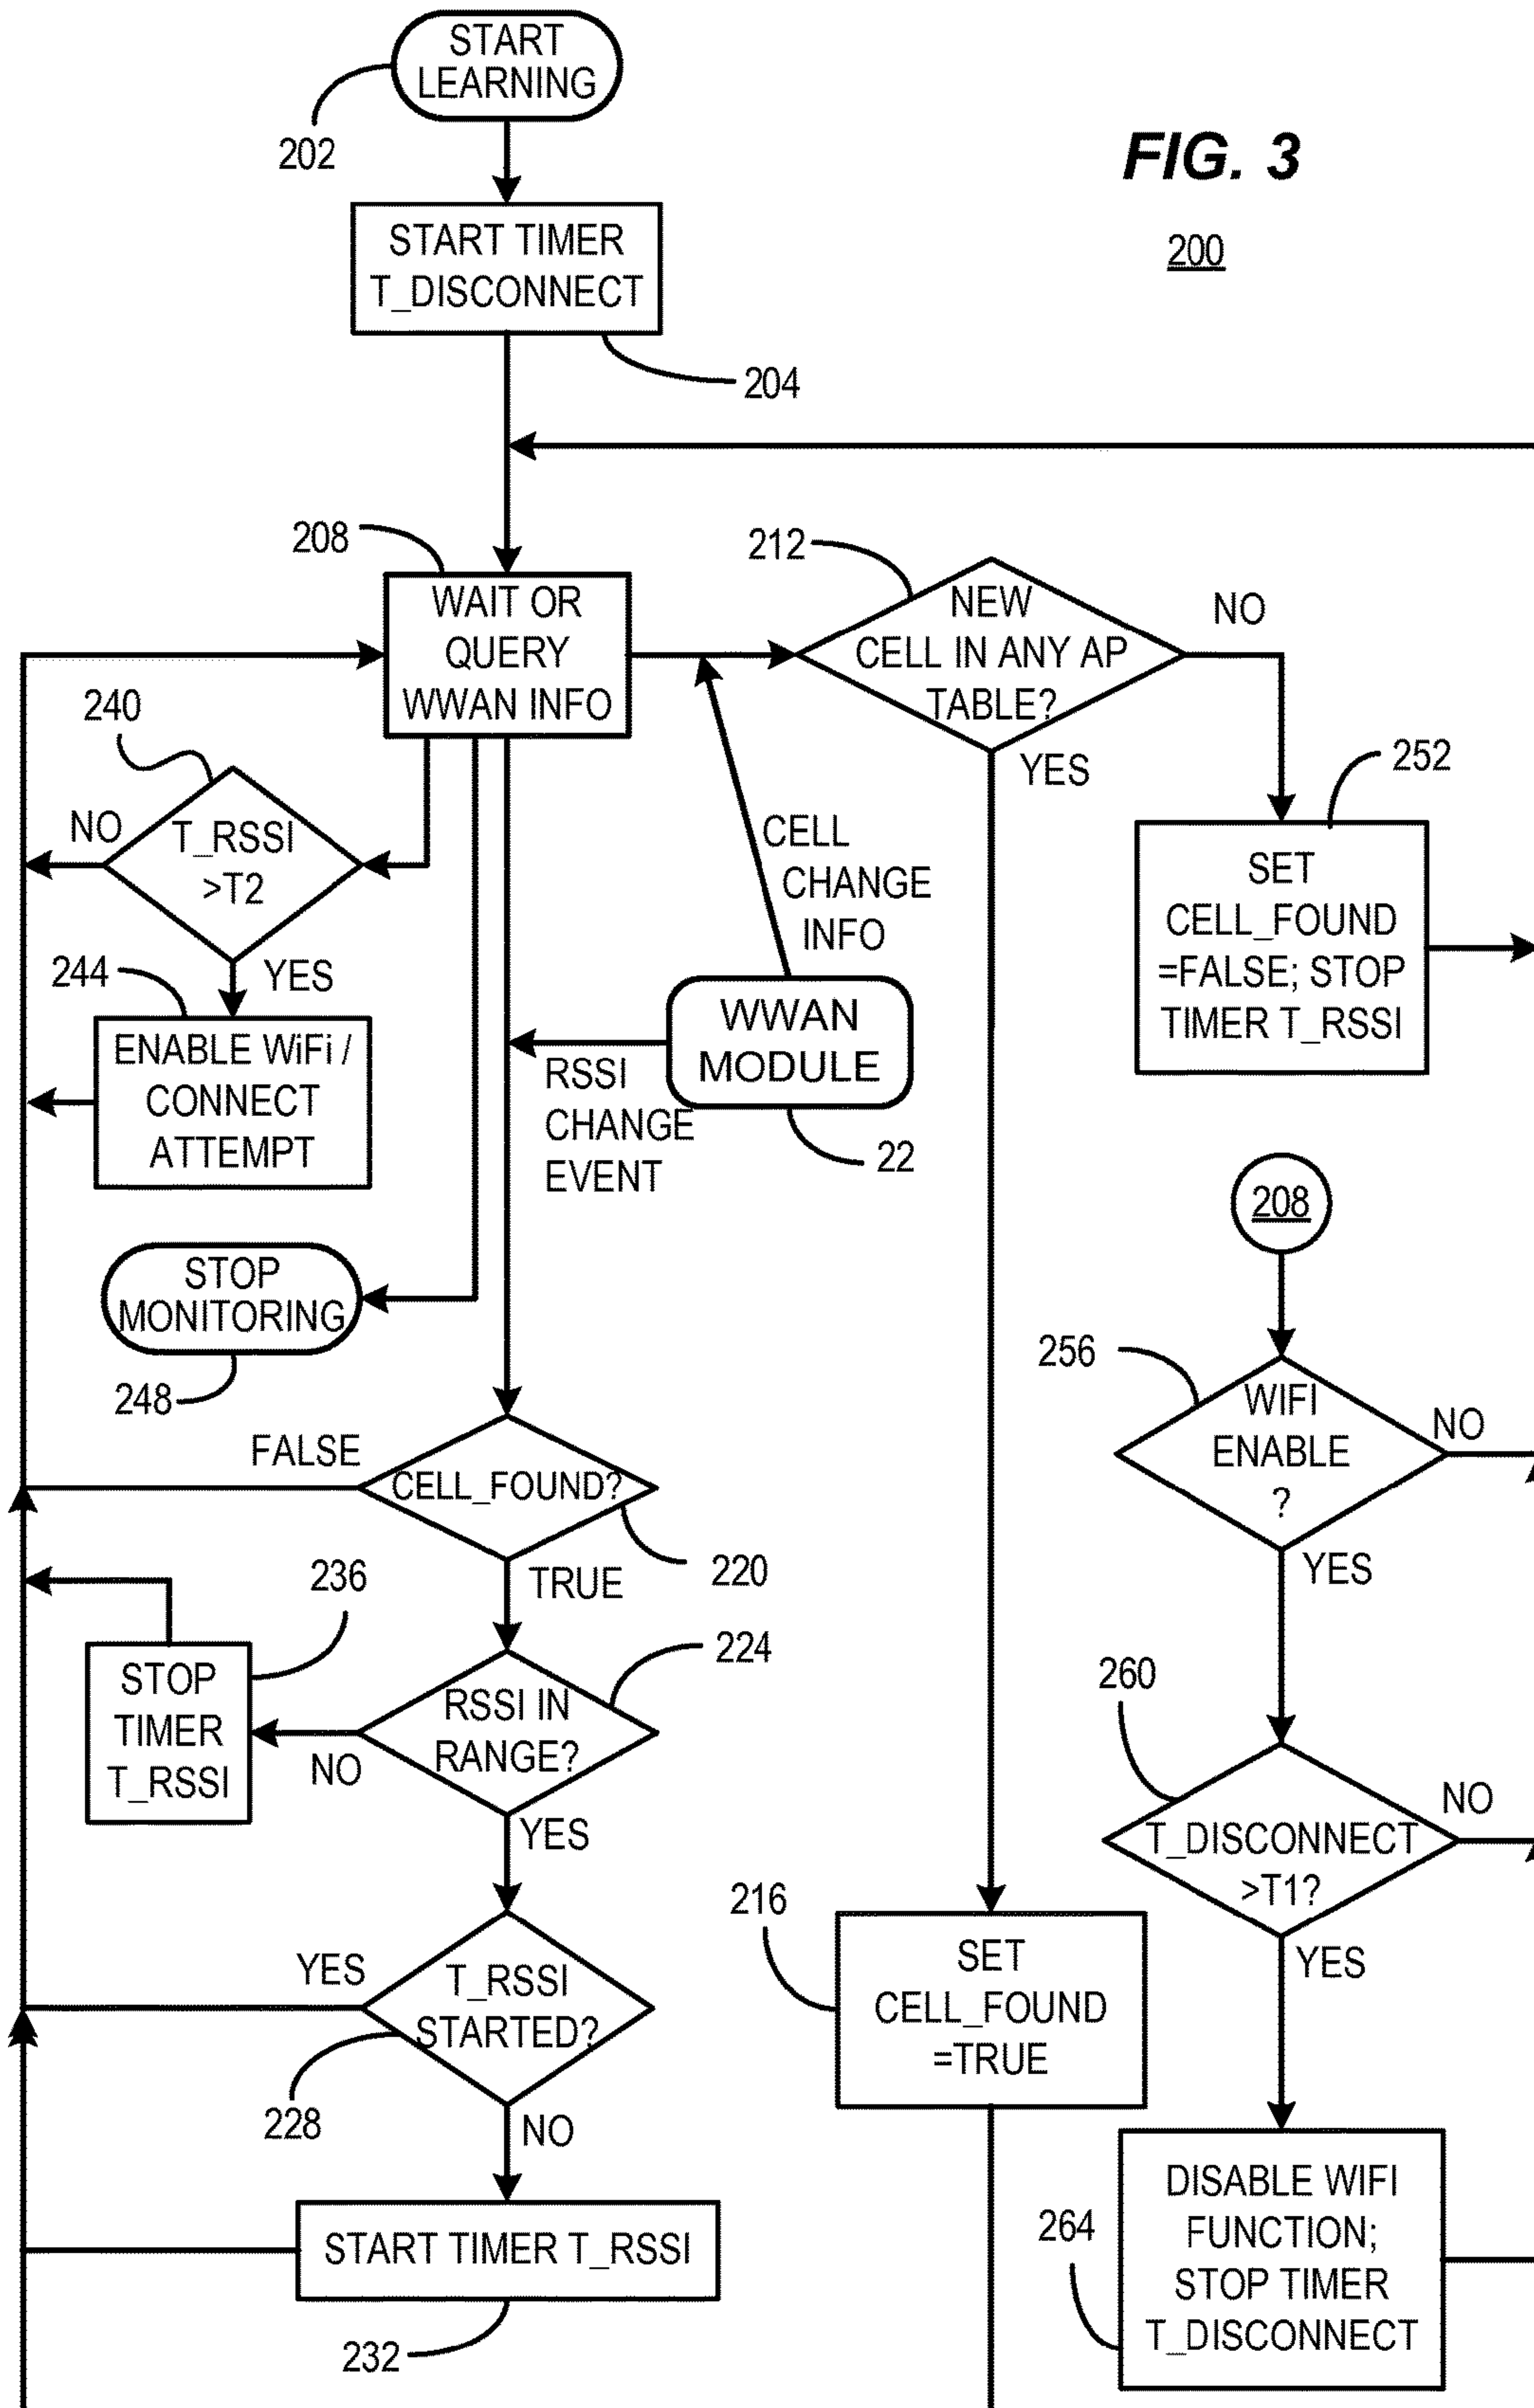 START
LEARNING
202
FIG. 3
200
START TIMER
T_DISCONNECT
204
208
WAIT OR
QUERY
WWAN INFO
212
NEW
CELL IN ANY AP
TABLE?
NO
YES
252
SET
CELL_FOUND
=FALSE; STOP
TIMER T_RSSI
240
NO
T_RSSI
>T2
YES
244
ENABLE WiFi /
CONNECT
ATTEMPT
CELL
CHANGE
INFO
WWAN
MODULE
22
RSSI
CHANGE
EVENT
STOP
MONITORING
248
208
256
WIFI
ENABLE
?
NO
YES
FALSE
CELL_FOUND?
220
TRUE
236
STOP
TIMER
T_RSSI
224
RSSI IN
RANGE?
NO
YES
260
T_DISCONNECT
>T1?
NO
YES
YES
T_RSSI
STARTED?
228
NO
216
SET
CELL_FOUND
=TRUE
START TIMER T_RSSI
232
264
DISABLE WIFI
FUNCTION;
STOP TIMER
T_DISCONNECT